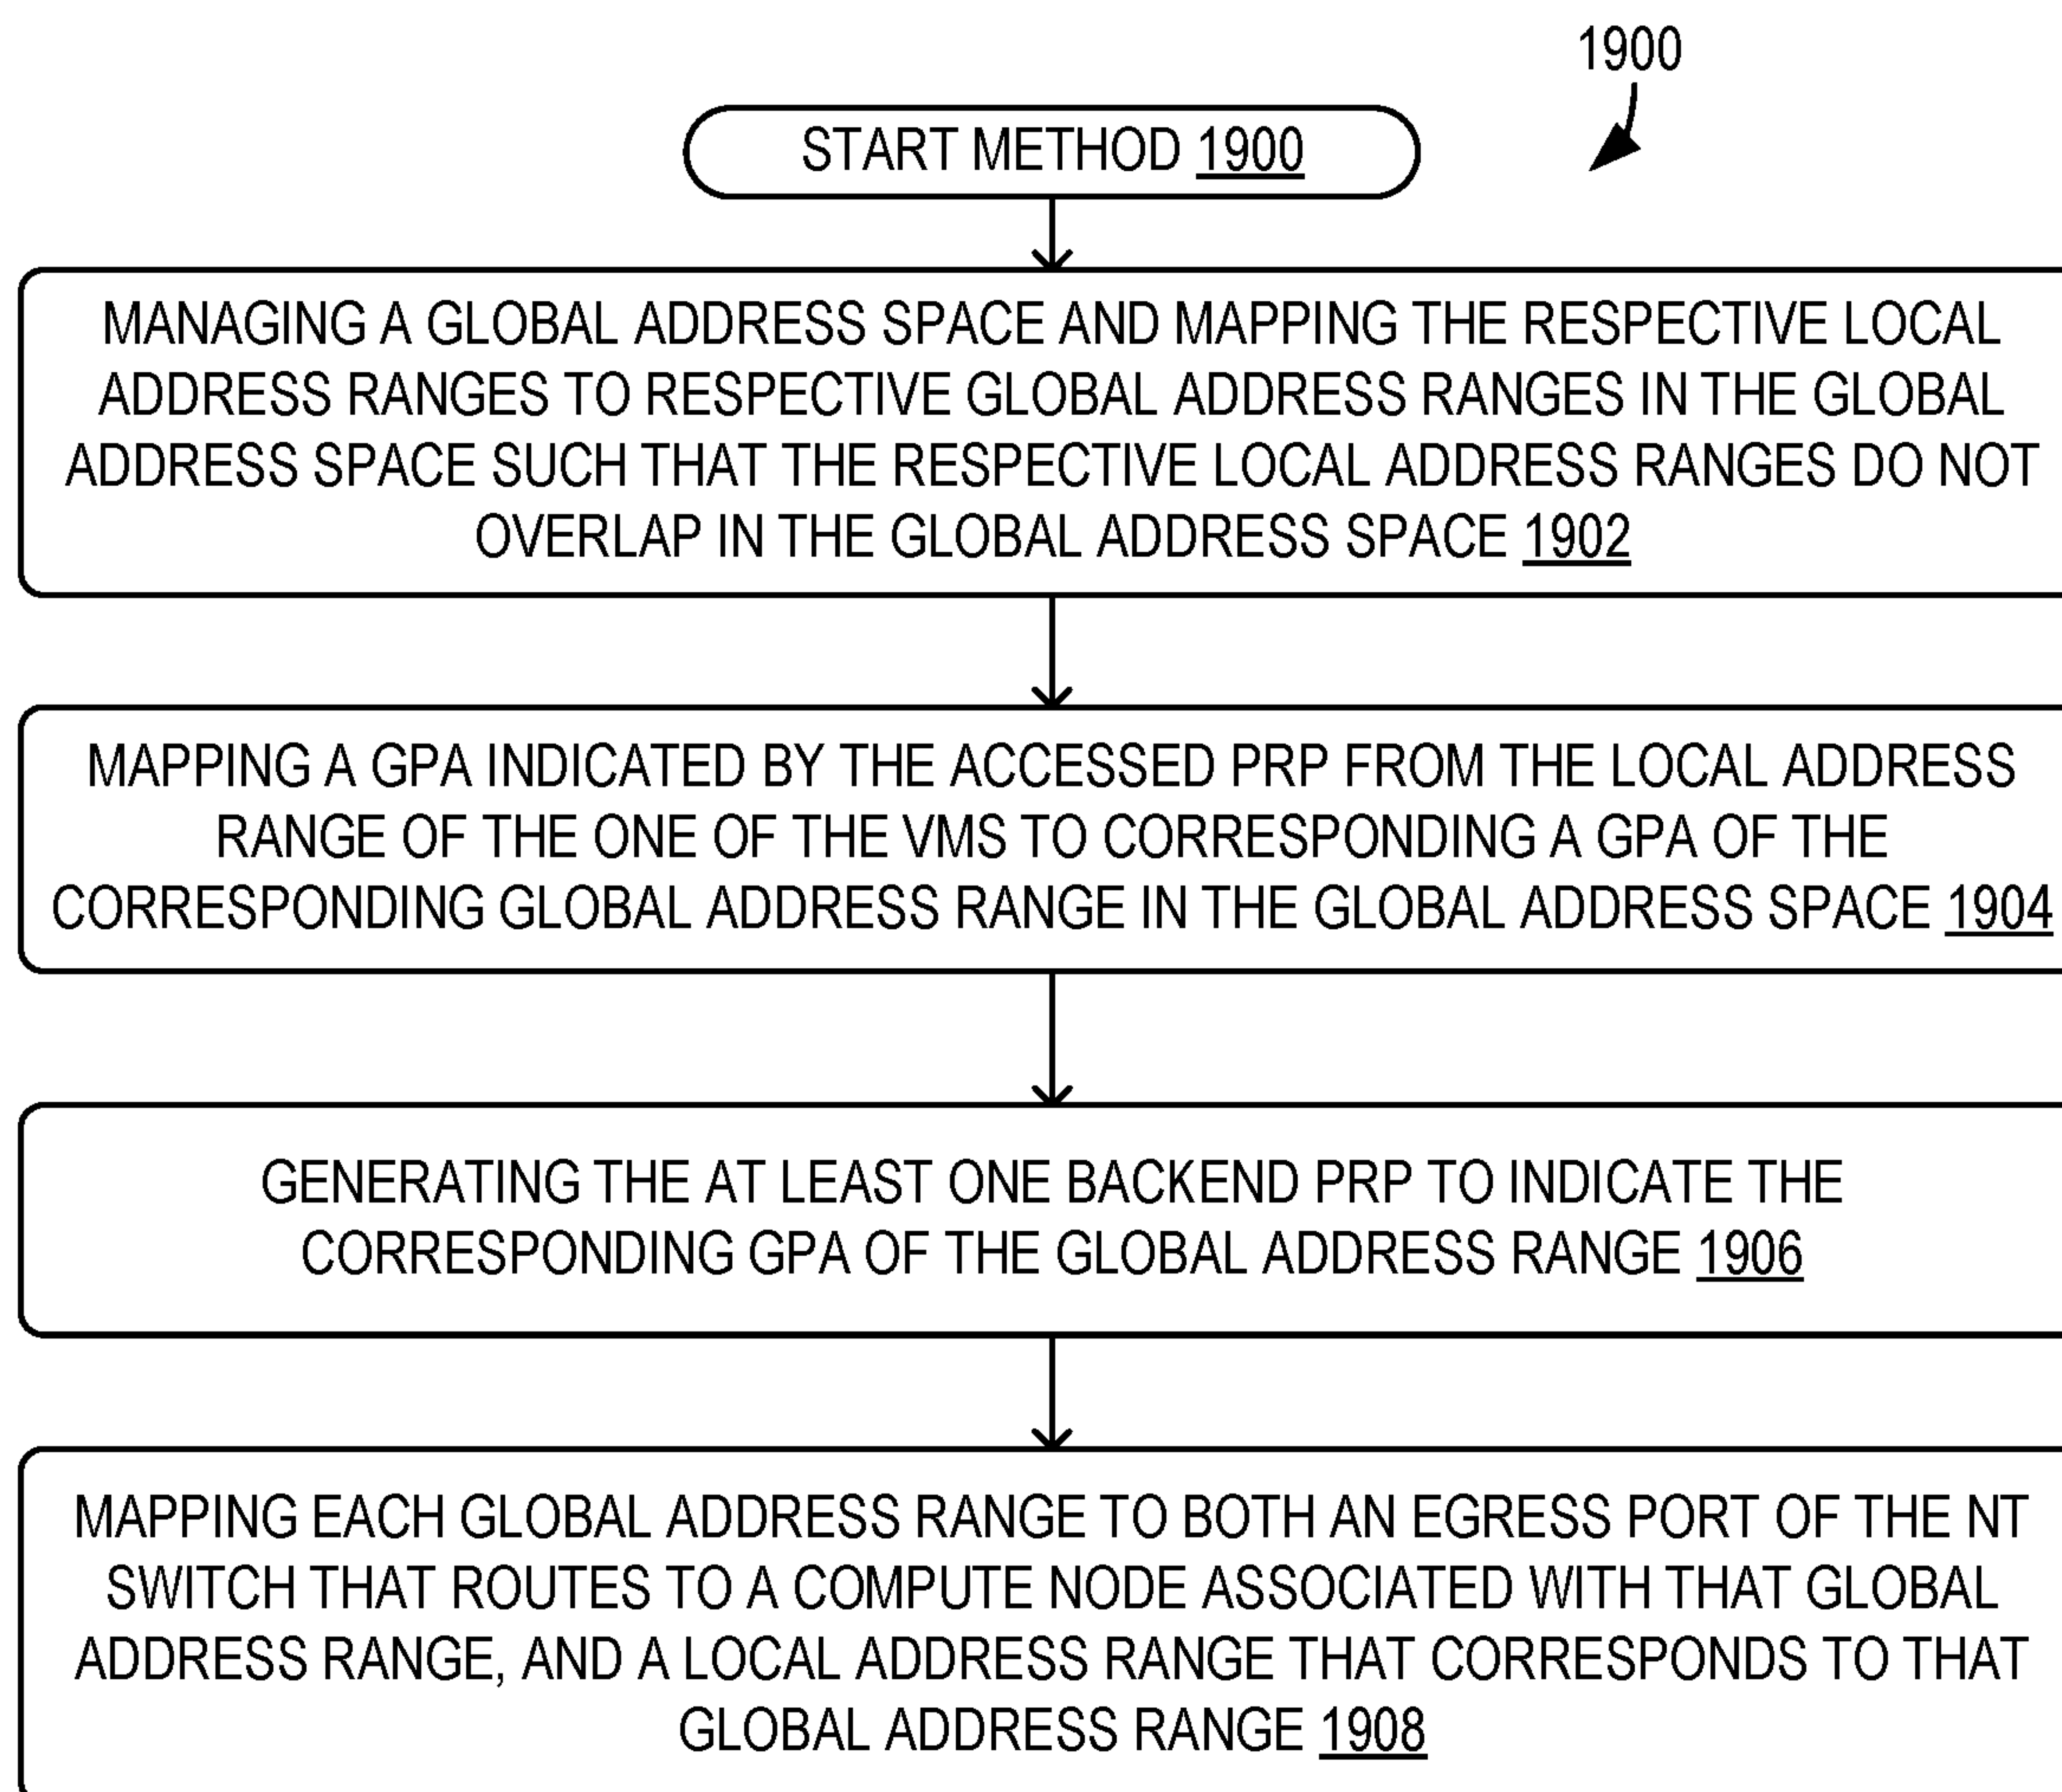 1900
START METHOD 1900
MANAGING A GLOBAL ADDRESS SPACE AND MAPPING THE RESPECTIVE LOCAL
ADDRESS RANGES TO RESPECTIVE GLOBAL ADDRESS RANGES IN THE GLOBAL
ADDRESS SPACE SUCH THAT THE RESPECTIVE LOCAL ADDRESS RANGES DO NOT
OVERLAP IN THE GLOBAL ADDRESS SPACE 1902
MAPPING A GPA INDICATED BY THE ACCESSED PRP FROM THE LOCAL ADDRESS
RANGE OF THE ONE OF THE VMS TO CORRESPONDING A GPA OF THE
CORRESPONDING GLOBAL ADDRESS RANGE IN THE GLOBAL ADDRESS SPACE 1904
GENERATING THE AT LEAST ONE BACKEND PRP TO INDICATE THE
CORRESPONDING GPA OF THE GLOBAL ADDRESS RANGE 1906
MAPPING EACH GLOBAL ADDRESS RANGE TO BOTH AN EGRESS PORT OF THE NT
SWITCH THAT ROUTES TO A COMPUTE NODE ASSOCIATED WITH THAT GLOBAL
ADDRESS RANGE, AND A LOCAL ADDRESS RANGE THAT CORRESPONDS TO THAT
GLOBAL ADDRESS RANGE 1908